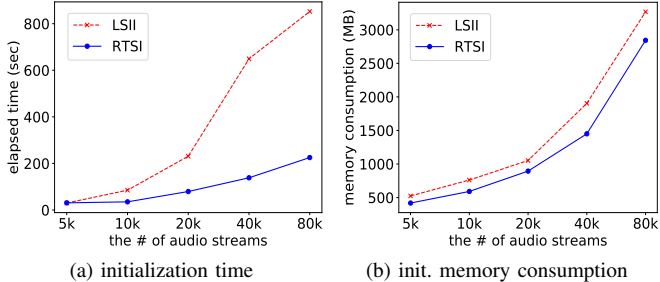 800
600
400
200
0
elapsed time (sec)
LSII
RTSI
5k 10k 20k 40k 80k
the # of audio streams
(a) initialization time
3000
2500
2000
1500
1000
500
memory consumption (MB)
LSII
RTSI
5k 10k 20k 40k 80k
the # of audio streams
(b) init. memory consumption